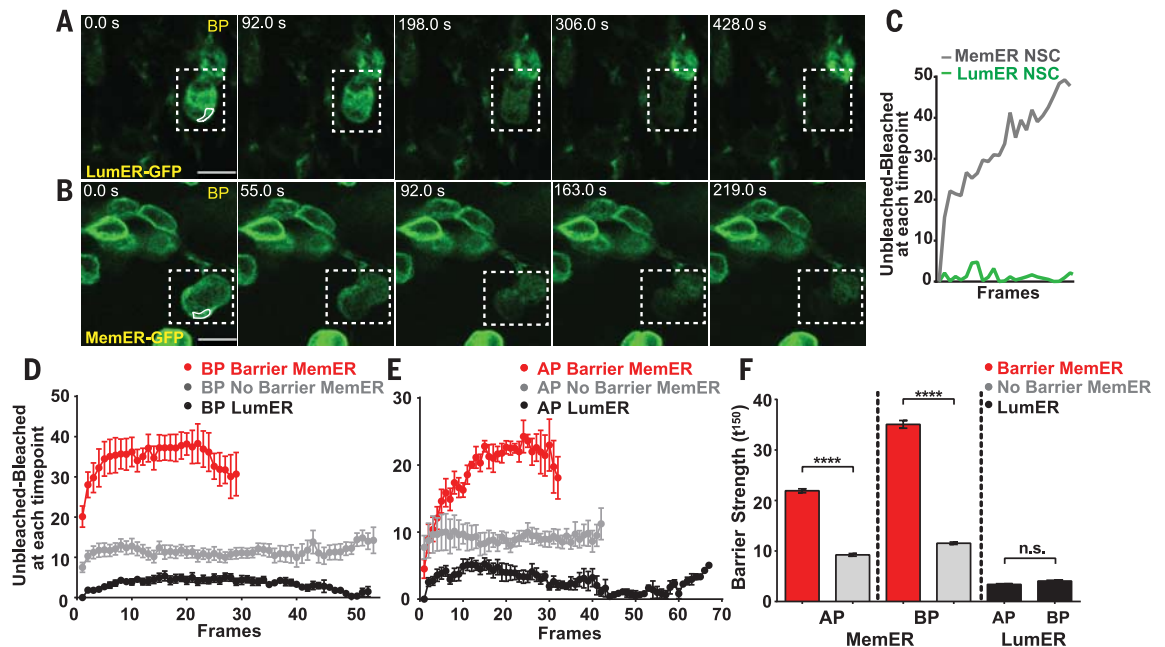 A
0.0 s
BP
92.0 s
198.0 s
306.0 s
428.0 s
LumER-GFP
B
0.0 s
BP
55.0 s
92.0 s
163.0 s
219.0 s
MemER-GFP
C
MemER NSC
LumER NSC
50
40
30
20
10
0
Unbleached-Bleached
at each timepoint
Frames
D
BP Barrier MemER
BP No Barrier MemER
BP LumER
50
40
30
20
10
0
Unbleached-Bleached
at each timepoint
0 10 20 30 40 50
Frames
E
AP Barrier MemER
AP No Barrier MemER
AP LumER
30
20
10
0
0 10 20 30 40 50 60 70
Frames
F
Barrier MemER
No Barrier MemER
LumER
40
30
20
10
0
Barrier Strength (t¹⁵⁰)
****
****
n.s.
AP BP AP BP
MemER LumER